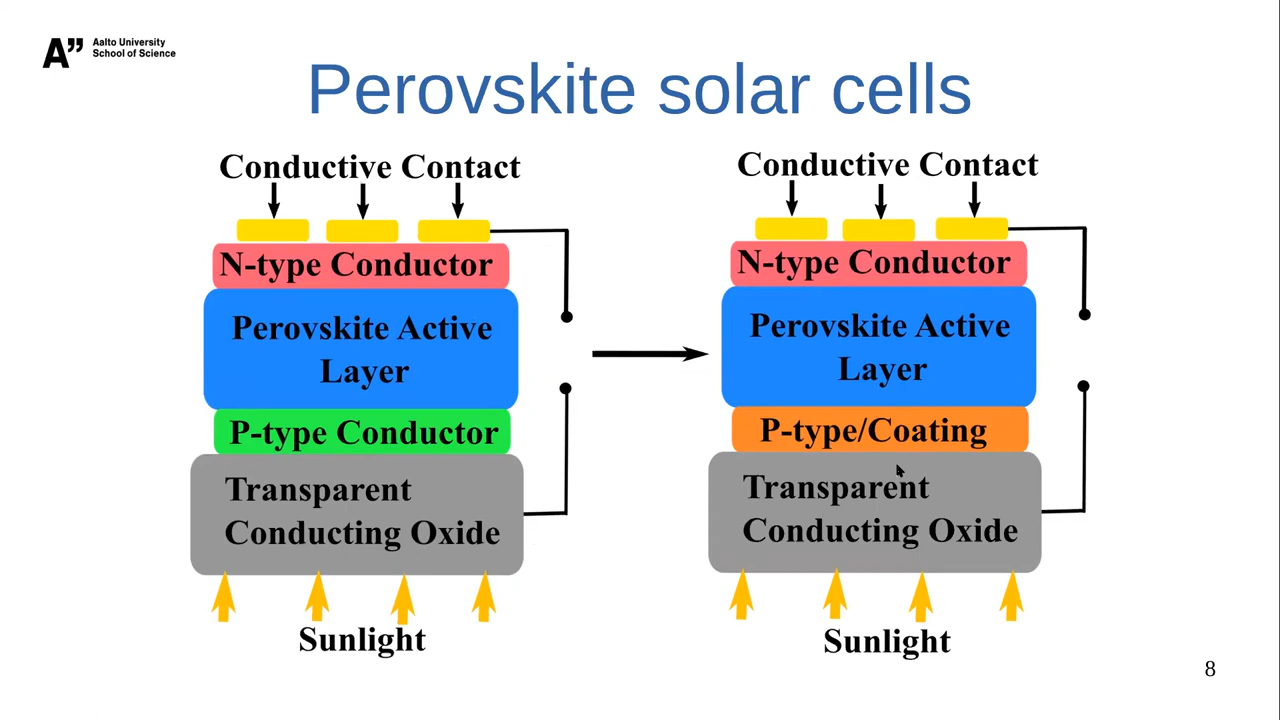 A”
Aalto University
School of Science
Perovskite solar cells
Conductive Contact
N-type Conductor
Perovskite Active
Layer
P-type Conductor
Transparent
Conducting Oxide
Sunlight
Conductive Contact
N-type Conductor
Perovskite Active
Layer
P-type/Coating
Transparent
Conducting Oxide
Sunlight
8